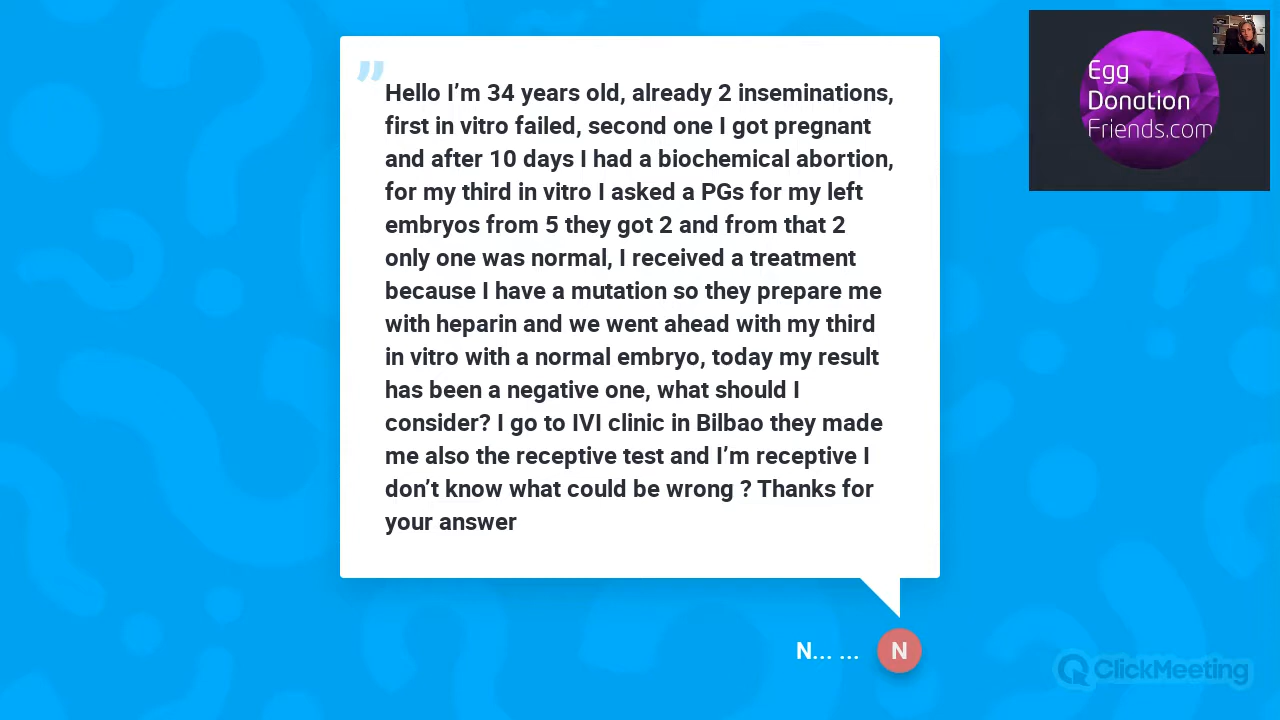 Egg
Donation
Friends.com
Hello I’m 34 years old, already 2 inseminations,
first in vitro failed, second one I got pregnant
and after 10 days I had a biochemical abortion,
for my third in vitro I asked a PGs for my left
embryos from 5 they got 2 and from that 2
only one was normal, I received a treatment
because I have a mutation so they prepare me
with heparin and we went ahead with my third
in vitro with a normal embryo, today my result
has been a negative one, what should I
consider? I go to IVI clinic in Bilbao they made
me also the receptive test and I’m receptive I
don’t know what could be wrong ? Thanks for
your answer
N... ... N
ClickMeeting